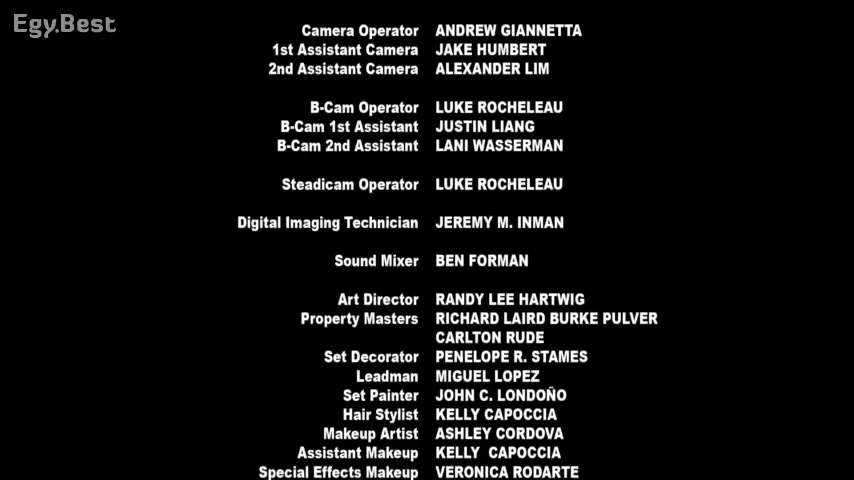 Egy.Best
Camera Operator ANDREW GIANNETTA
1st Assistant Camera JAKE HUMBERT
2nd Assistant Camera ALEXANDER LIM
B-Cam Operator LUKE ROCHELEAU
B-Cam 1st Assistant JUSTIN LIANG
B-Cam 2nd Assistant LANI WASSERMAN
Steadicam Operator LUKE ROCHELEAU
Digital Imaging Technician JEREMY M. INMAN
Sound Mixer BEN FORMAN
Art Director RANDY LEE HARTWIG
Property Masters RICHARD LAIRD BURKE PULVER
CARLTON RUDE
Set Decorator PENELOPE R. STAMES
Leadman MIGUEL LOPEZ
Set Painter JOHN C. LONDOÑO
Hair Stylist KELLY CAPOCCIA
Makeup Artist ASHLEY CORDOVA
Assistant Makeup KELLY CAPOCCIA
Special Effects Makeup VERONICA RODARTE